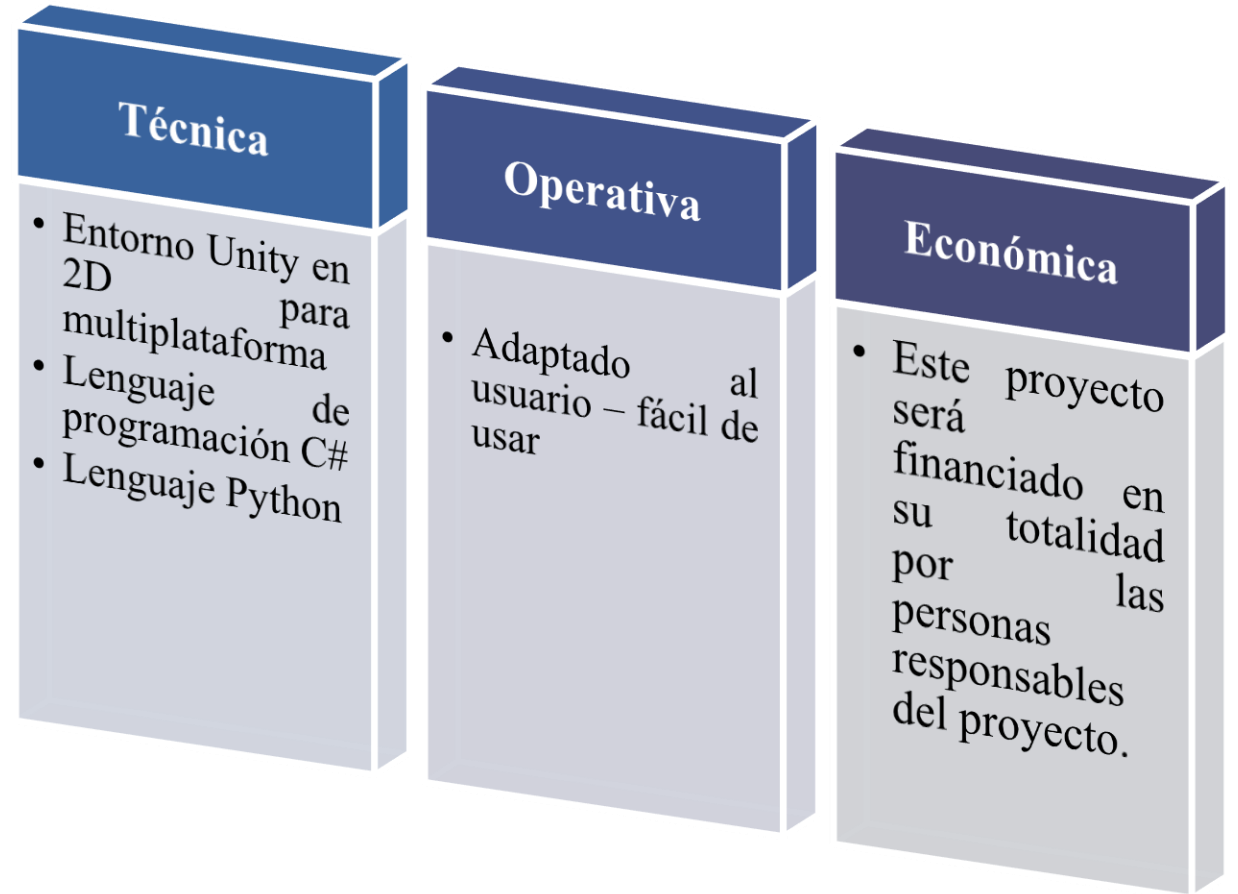 Técnica
• Entorno Unity en
2D para
multiplataforma
• Lenguaje de
programación C#
• Lenguaje Python
Operativa
• Adaptado al
usuario – fácil de
usar
Económica
• Este proyecto
será
financiado en
su totalidad
por las
personas
responsables
del proyecto.